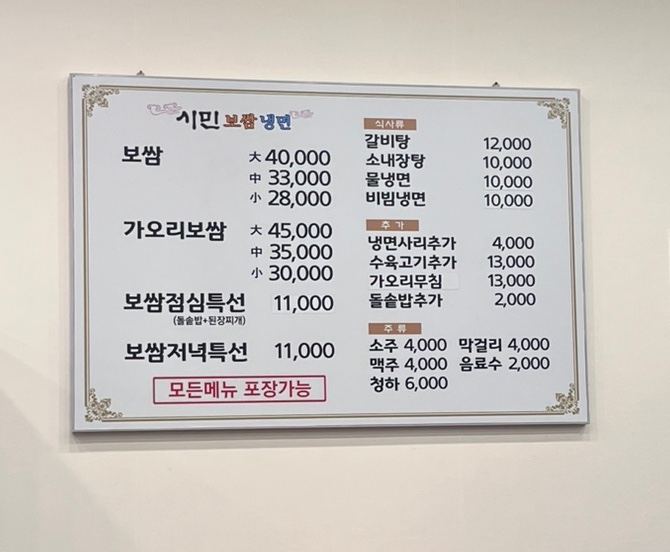 시민 보쌈 냉면
보쌈 大 40,000
中 33,000
小 28,000
가오리보쌈 大 45,000
中 35,000
小 30,000
보쌈점심특선 11,000
(돌솥밥+된장찌개)
보쌈저녁특선 11,000
모든메뉴 포장가능
식사류
갈비탕 12,000
소내장탕 10,000
물냉면 10,000
비빔냉면 10,000
추가
냉면사리추가 4,000
수육고기추가 13,000
가오리무침 13,000
돌솥밥추가 2,000
주류
소주 4,000 막걸리 4,000
맥주 4,000 음료수 2,000
청하 6,000